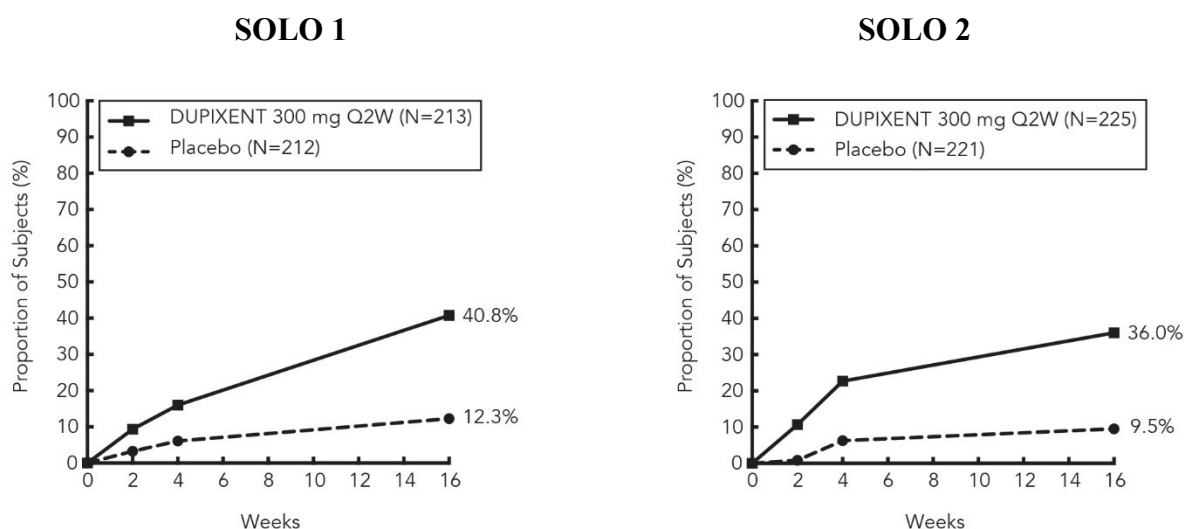 SOLO 1
DUPIXENT 300 mg Q2W (N=213)
Placebo (N=212)
Proportion of Subjects (%)
100
90
80
70
60
50
40
30
20
10
0
40.8%
12.3%
0 2 4 6 8 10 12 14 16
Weeks
SOLO 2
DUPIXENT 300 mg Q2W (N=225)
Placebo (N=221)
Proportion of Subjects (%)
100
90
80
70
60
50
40
30
20
10
0
36.0%
9.5%
0 2 4 6 8 10 12 14 16
Weeks